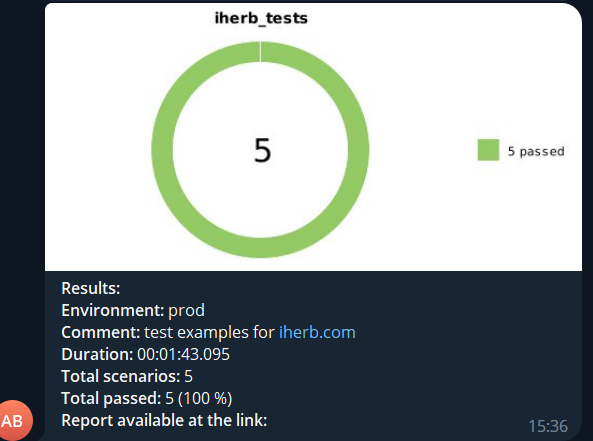 iherb_tests
5
5 passed
Results:
Environment: prod
Comment: test examples for iherb.com
Duration: 00:01:43.095
Total scenarios: 5
Total passed: 5 (100 %)
Report available at the link:
AB
15:36